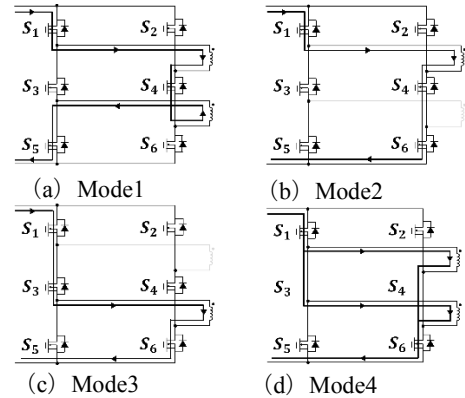 S₁ S₂
S₃ S₄
S₅ S₆
(a) Mode1
S₁ S₂
S₃ S₄
S₅ S₆
(b) Mode2
S₁ S₂
S₃ S₄
S₅ S₆
(c) Mode3
S₁ S₂
S₃ S₄
S₅ S₆
(d) Mode4